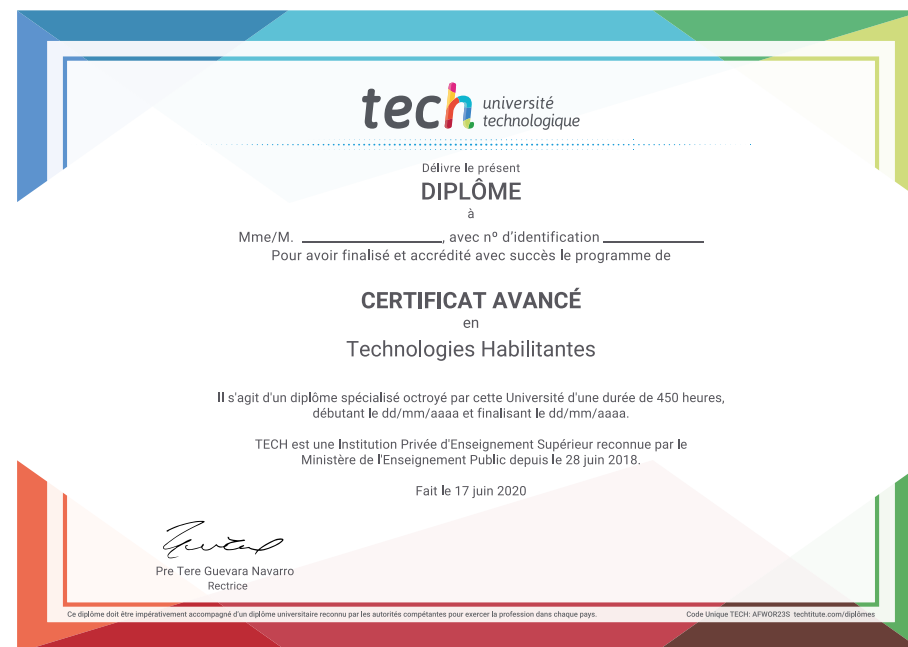 tech université
technologique
Délivre le présent
DIPLÔME
à
Mme/M. ____________________, avec nº d'identification ______________
Pour avoir finalisé et accrédité avec succès le programme de
CERTIFICAT AVANCÉ
en
Technologies Habilitantes
Il s'agit d'un diplôme spécialisé octroyé par cette Université d'une durée de 450 heures,
débutant le dd/mm/aaaa et finalisant le dd/mm/aaaa.
TECH est une Institution Privée d'Enseignement Supérieur reconnue par le
Ministère de l'Enseignement Public depuis le 28 juin 2018.
Fait le 17 juin 2020
Pre Tere Guevara Navarro
Rectrice
Ce diplôme doit être impérativement accompagné d'un diplôme universitaire reconnu par les autorités compétentes pour exercer la profession dans chaque pays.
Code Unique TECH: AFWOR23S techtitute.com/diplômes